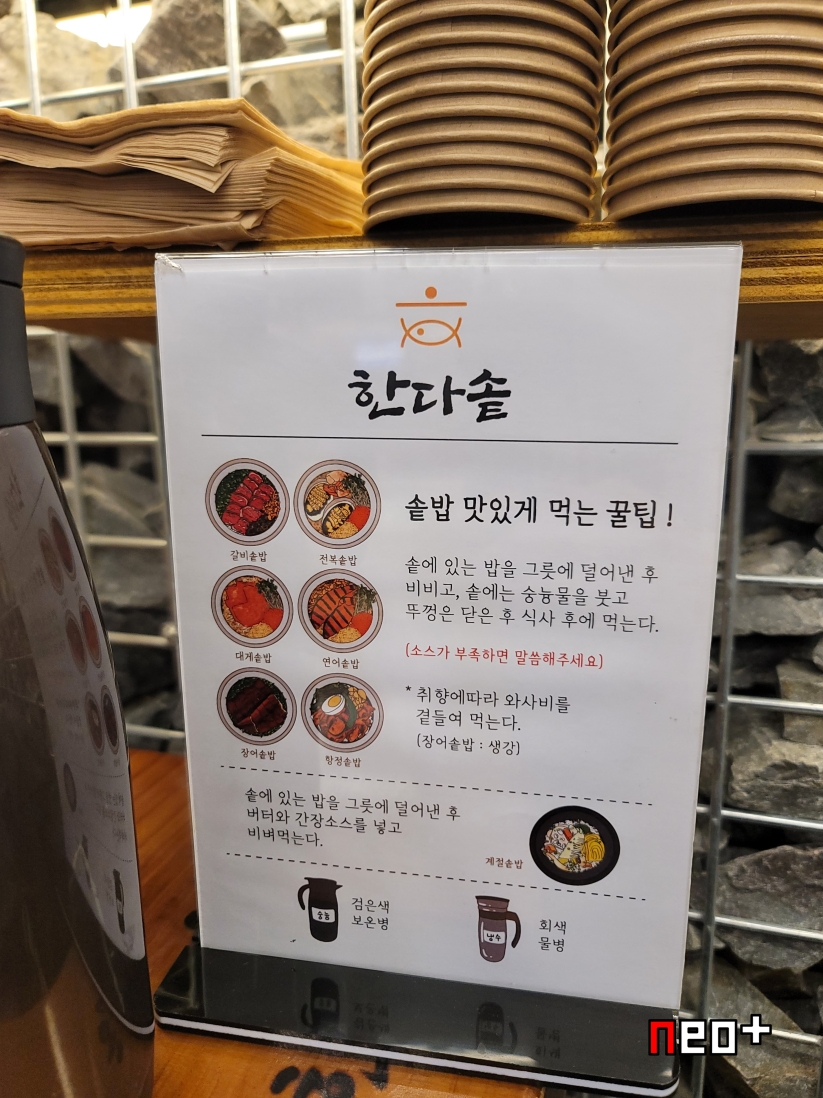 한다솥
솥밥 맛있게 먹는 꿀팁 !
갈비솥밥
전복솥밥
솥에 있는 밥을 그릇에 덜어낸 후
비비고, 솥에는 숭늉물을 붓고
뚜껑은 닫은 후 식사 후에 먹는다.
대게솥밥
연어솥밥
(소스가 부족하면 말씀해주세요)
* 취향에따라 와사비를
곁들여 먹는다.
(장어솥밥 : 생강)
장어솥밥
항정솥밥
솥에 있는 밥을 그릇에 덜어낸 후
버터와 간장소스를 넣고
비벼먹는다.
계절솥밥
숭늉
검은색
보온병
냉수
회색
물병
neo+